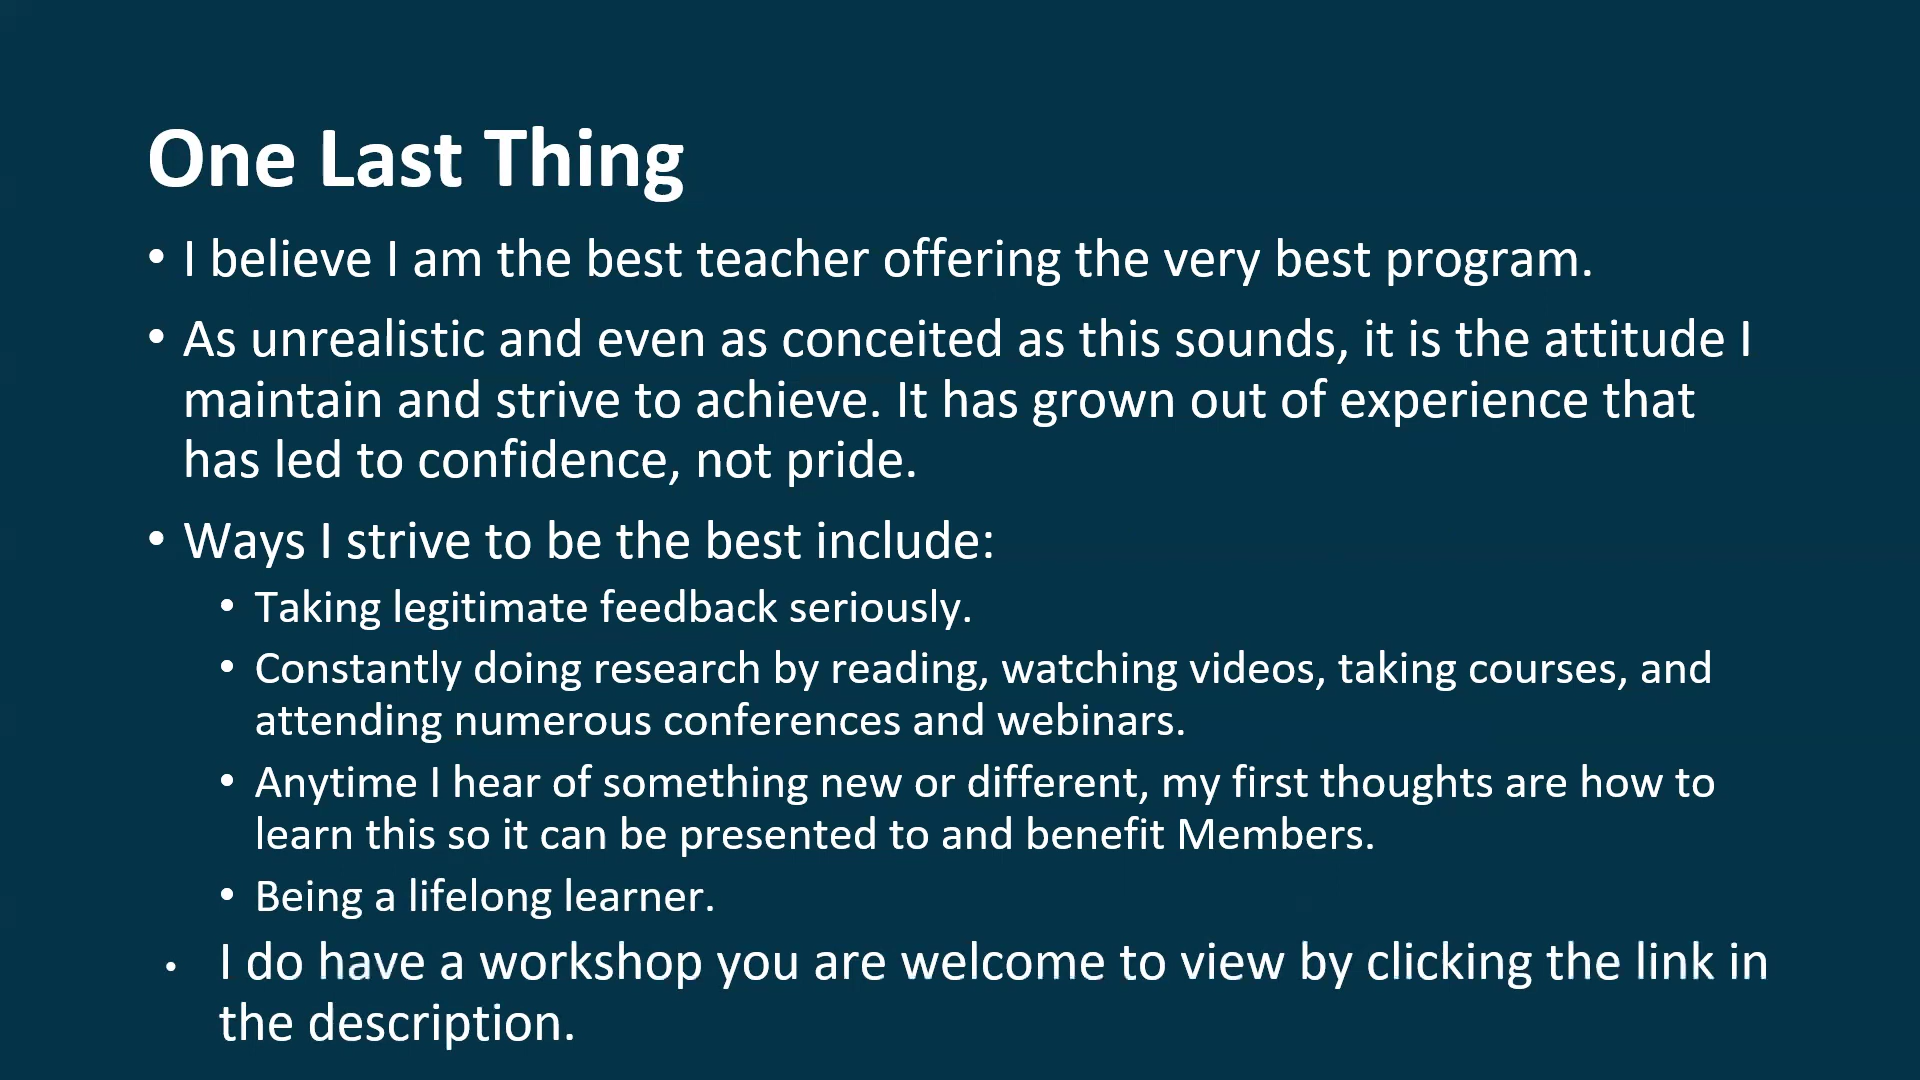 One Last Thing
• I believe I am the best teacher offering the very best program.
• As unrealistic and even as conceited as this sounds, it is the attitude I
maintain and strive to achieve. It has grown out of experience that
has led to confidence, not pride.
• Ways I strive to be the best include:
• Taking legitimate feedback seriously.
• Constantly doing research by reading, watching videos, taking courses, and
attending numerous conferences and webinars.
• Anytime I hear of something new or different, my first thoughts are how to
learn this so it can be presented to and benefit Members.
• Being a lifelong learner.
• I do have a workshop you are welcome to view by clicking the link in
the description.